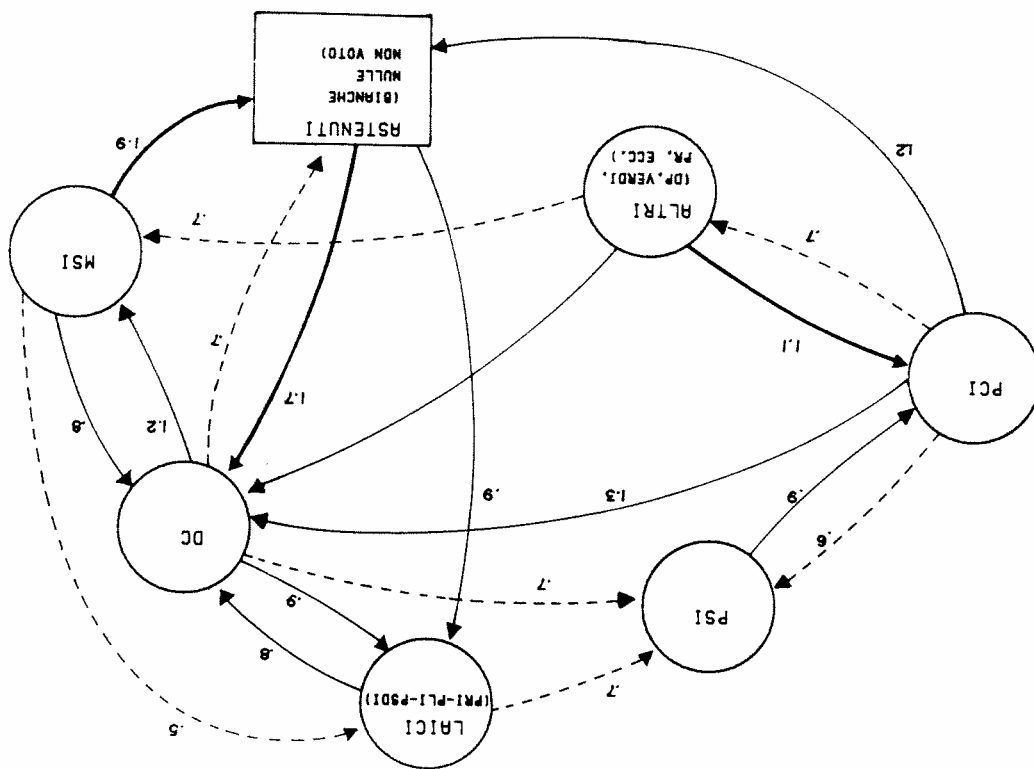 LAICI
(PRI-PLI-PSDI)
.5
.7
.8
PSI
.9
.7
.6
DC
.9
1.3
.9
1.2
.8
1.7
PCI
1.1
.7
MSI
.7
.7
ALTRI
(DP,VERDI,
PR, ECC.)
1.2
1.9
ASTENUTI
(BIANCHE
NULLE
NON VOTO)